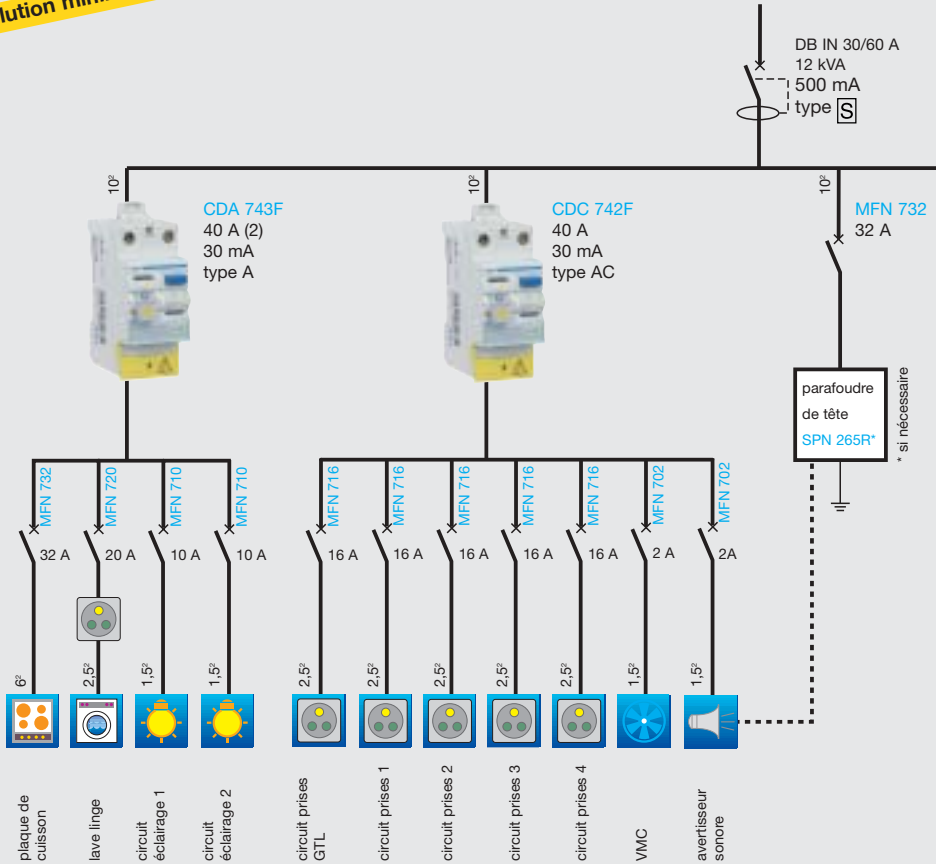 DB IN 30/60 A
12 kVA
500 mA
type S
10²
CDA 743F
40 A (2)
30 mA
type A
10²
CDC 742F
40 A
30 mA
type AC
10²
MFN 732
32 A
parafoudre
de tête
SPN 265R*
* si nécessaire
MFN 732
MFN 720
MFN 710
MFN 710
MFN 716
MFN 716
MFN 716
MFN 716
MFN 716
MFN 702
MFN 702
32 A
20 A
10 A
10 A
16 A
16 A
16 A
16 A
16 A
2 A
2A
6²
2,5²
1,5²
1,5²
2,5²
2,5²
2,5²
2,5²
2,5²
1,5²
1,5²
plaque de
cuisson
lave linge
circuit
éclairage 1
circuit
éclairage 2
circuit prises
GTL
circuit prises 1
circuit prises 2
circuit prises 3
circuit prises 4
VMC
avertisseur
sonore